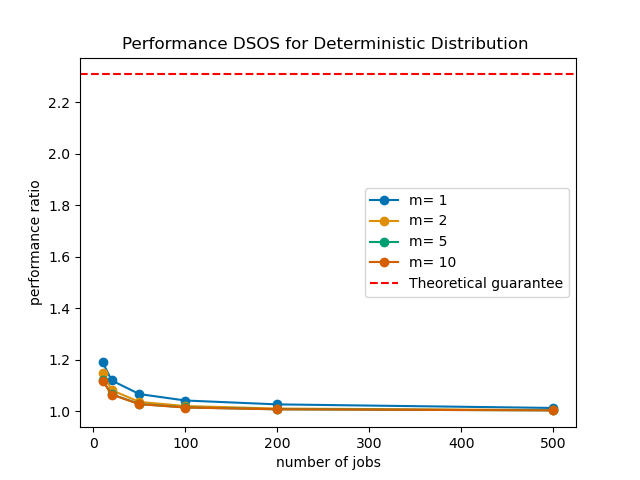 Performance DSOS for Deterministic Distribution
performance ratio
2.2
2.0
1.8
1.6
1.4
1.2
1.0
m= 1
m= 2
m= 5
m= 10
Theoretical guarantee
0 100 200 300 400 500
number of jobs